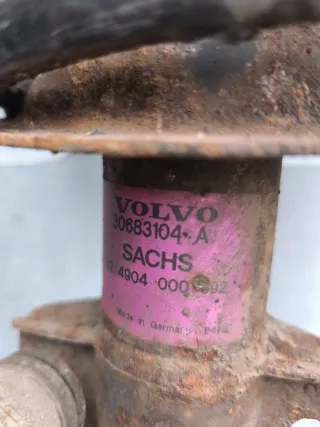 VOLVO
30683104 A
SACHS
4904 000
Made in Germany